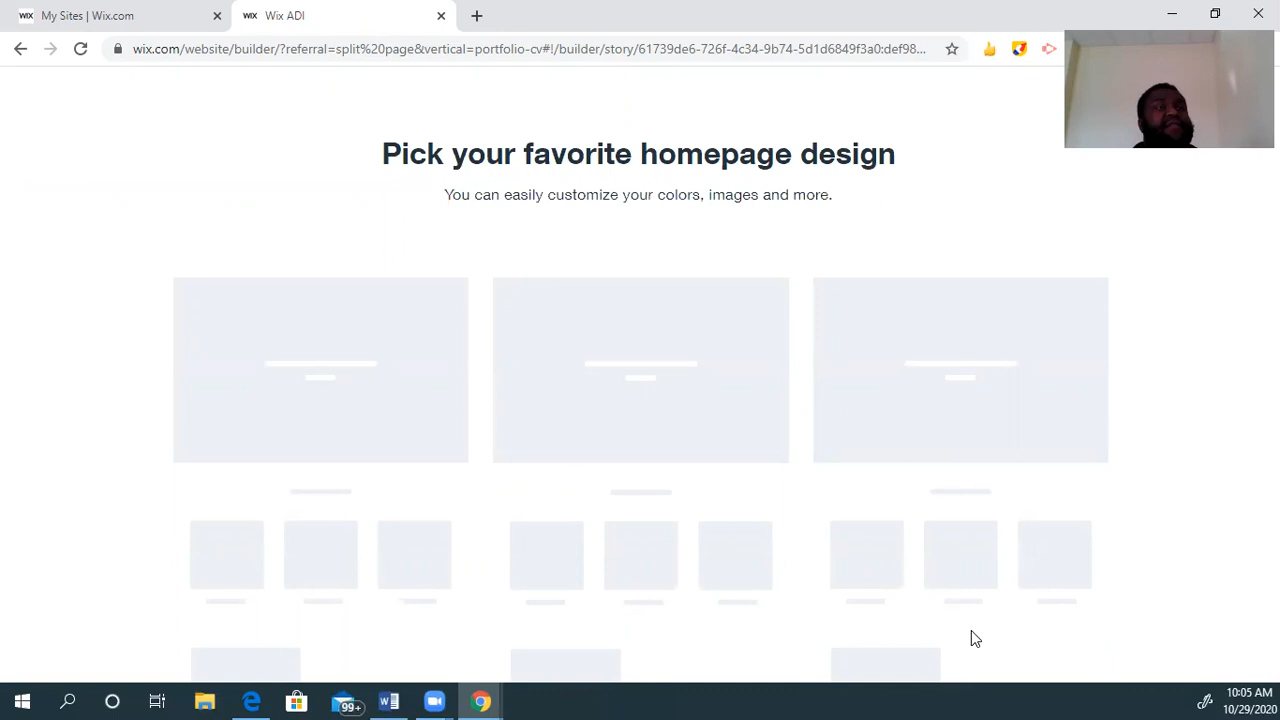 WIX My Sites | Wix.com
WIX Wix ADI
wix.com/website/builder/?referral=split%20page&vertical=portfolio-cv#!/builder/story/61739de6-726f-4c34-9b74-5d1d6849f3a0:def98...
Pick your favorite homepage design
You can easily customize your colors, images and more.
99+
10:05 AM
10/29/2020